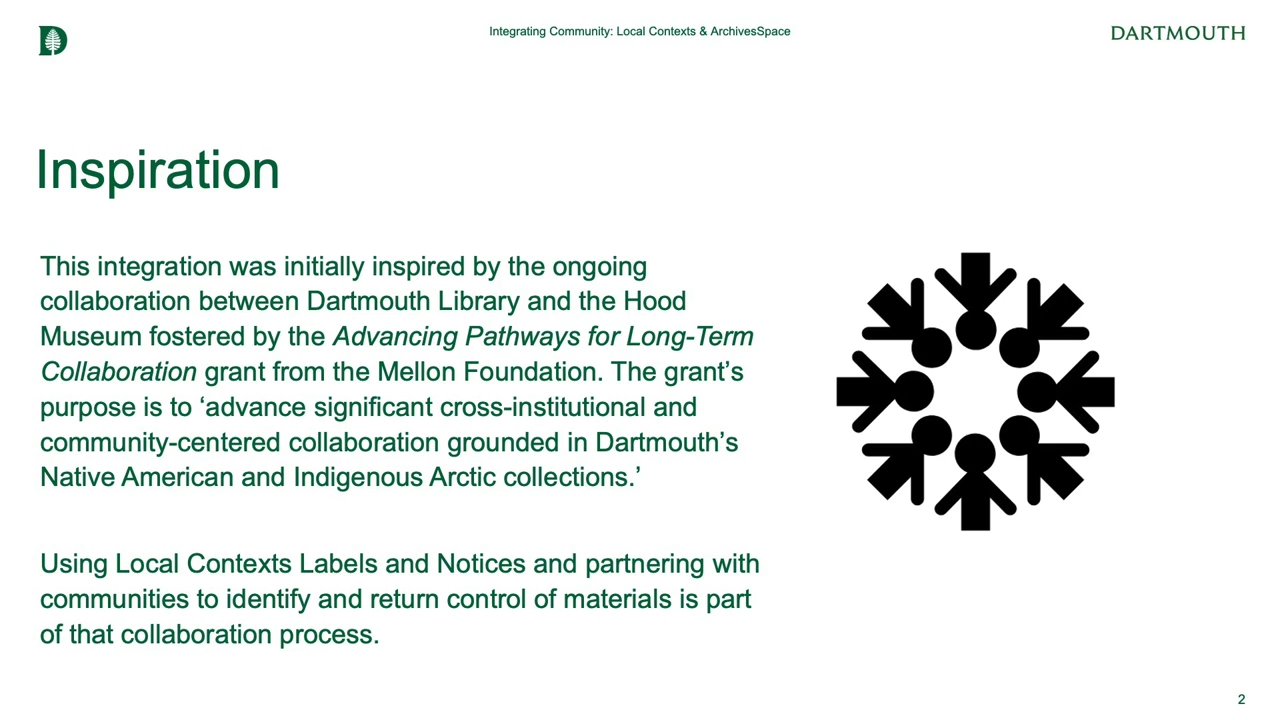 Integrating Community: Local Contexts & ArchivesSpace
DARTMOUTH
D
Inspiration
This integration was initially inspired by the ongoing
collaboration between Dartmouth Library and the Hood
Museum fostered by the Advancing Pathways for Long-Term
Collaboration grant from the Mellon Foundation. The grant’s
purpose is to ‘advance significant cross-institutional and
community-centered collaboration grounded in Dartmouth’s
Native American and Indigenous Arctic collections.’
Using Local Contexts Labels and Notices and partnering with
communities to identify and return control of materials is part
of that collaboration process.
2